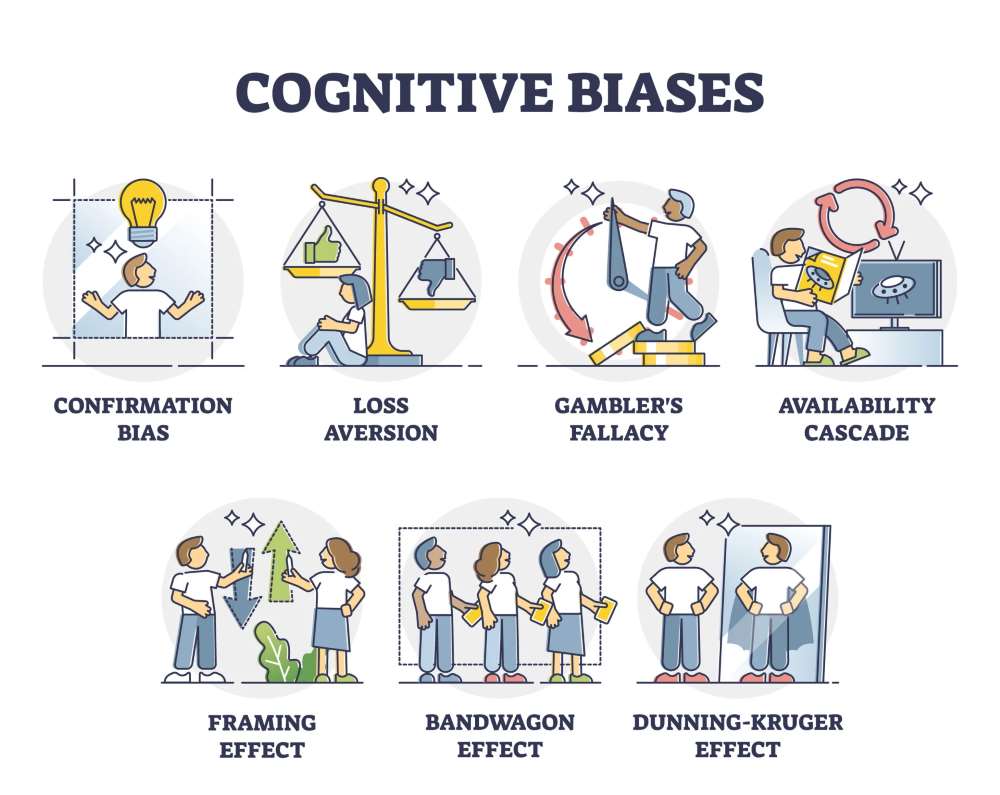 COGNITIVE BIASES
CONFIRMATION
BIAS
LOSS
AVERSION
GAMBLER'S
FALLACY
AVAILABILITY
CASCADE
FRAMING
EFFECT
BANDWAGON
EFFECT
DUNNING-KRUGER
EFFECT